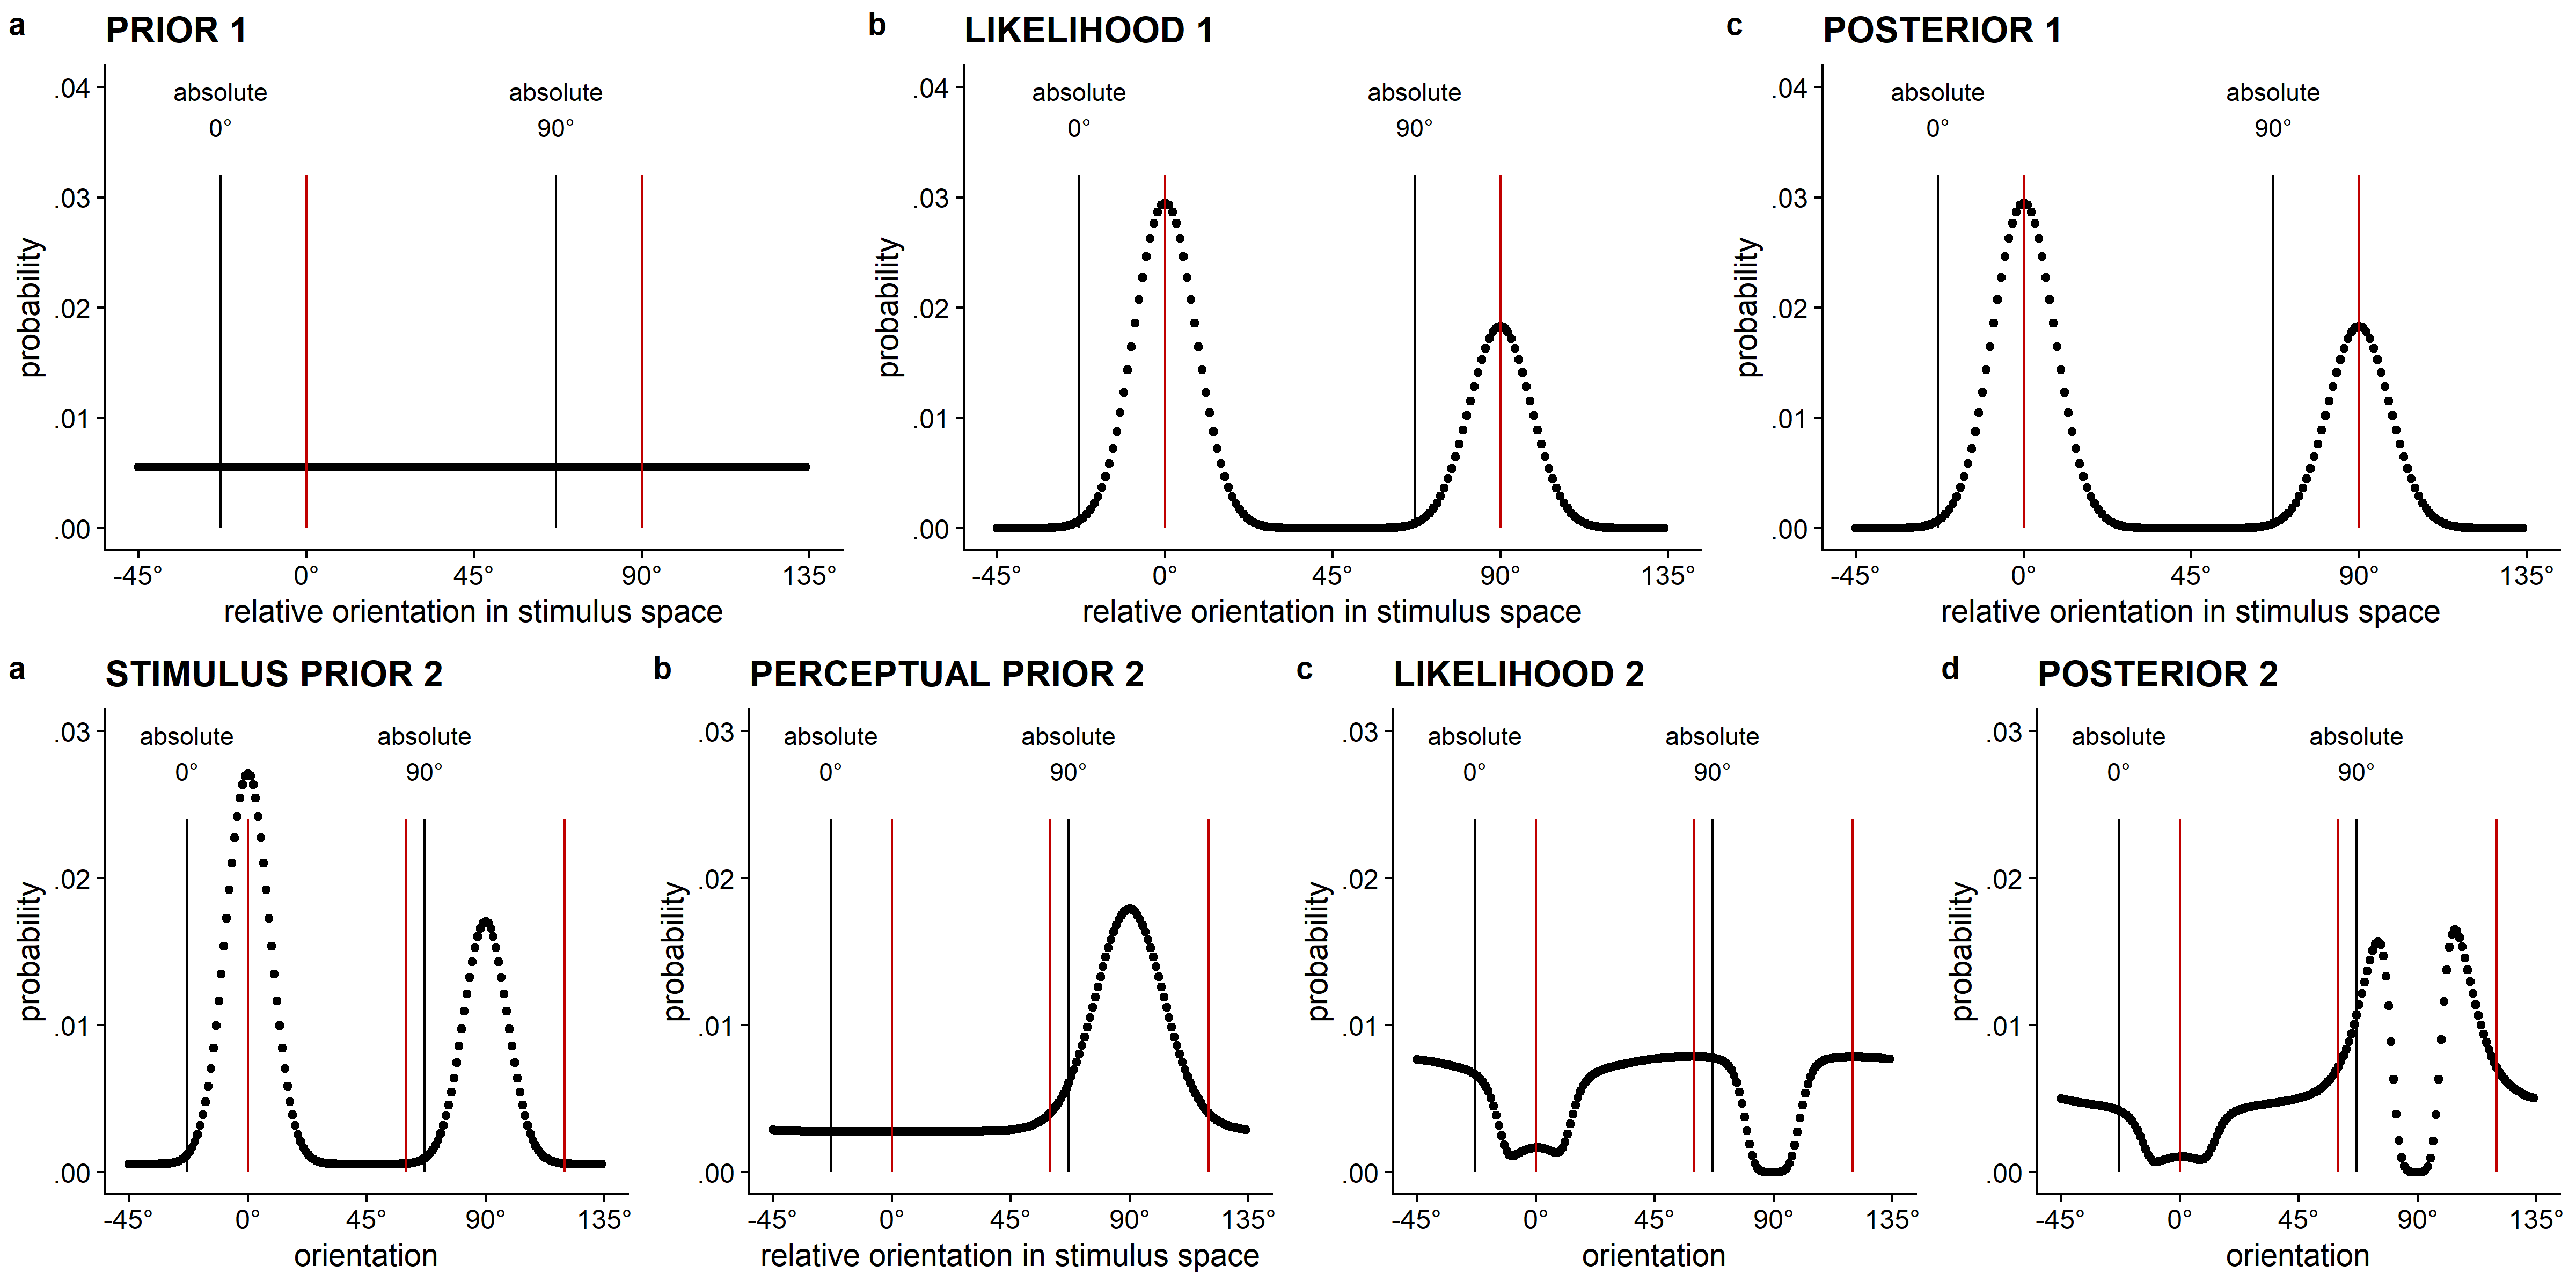 a PRIOR 1
.04
.03
.02
.01
.00
absolute
0°
absolute
90°
probability
-45° 0° 45° 90° 135°
relative orientation in stimulus space
b LIKELIHOOD 1
.04
.03
.02
.01
.00
absolute
0°
absolute
90°
probability
-45° 0° 45° 90° 135°
relative orientation in stimulus space
c POSTERIOR 1
.04
.03
.02
.01
.00
absolute
0°
absolute
90°
probability
-45° 0° 45° 90° 135°
relative orientation in stimulus space
a STIMULUS PRIOR 2
.03
.02
.01
.00
absolute
0°
absolute
90°
probability
-45° 0° 45° 90° 135°
orientation
b PERCEPTUAL PRIOR 2
.03
.02
.01
.00
absolute
0°
absolute
90°
probability
-45° 0° 45° 90° 135°
relative orientation in stimulus space
c LIKELIHOOD 2
.03
.02
.01
.00
absolute
0°
absolute
90°
probability
-45° 0° 45° 90° 135°
orientation
d POSTERIOR 2
.03
.02
.01
.00
absolute
0°
absolute
90°
probability
-45° 0° 45° 90° 135°
orientation